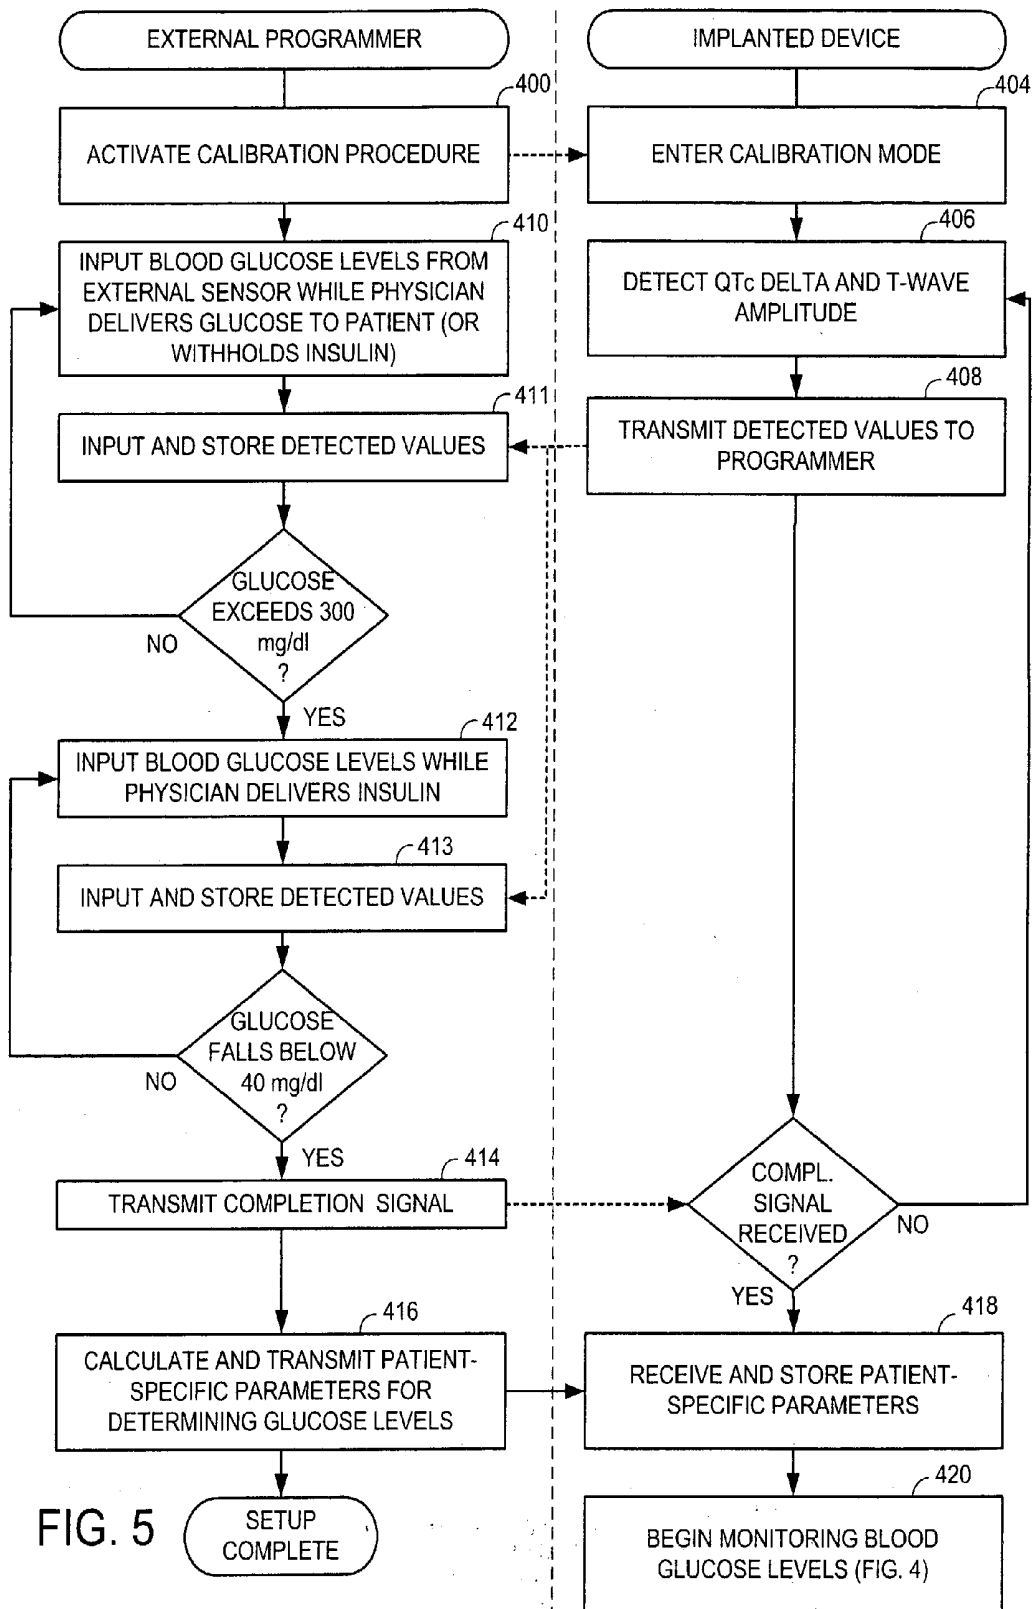 EXTERNAL PROGRAMMER
400
ACTIVATE CALIBRATION PROCEDURE
410
INPUT BLOOD GLUCOSE LEVELS FROM
EXTERNAL SENSOR WHILE PHYSICIAN
DELIVERS GLUCOSE TO PATIENT (OR
WITHHOLDS INSULIN)
411
INPUT AND STORE DETECTED VALUES
GLUCOSE
EXCEEDS 300
mg/dl
?
NO
YES
412
INPUT BLOOD GLUCOSE LEVELS WHILE
PHYSICIAN DELIVERS INSULIN
413
INPUT AND STORE DETECTED VALUES
GLUCOSE
FALLS BELOW
40 mg/dl
?
NO
YES
414
TRANSMIT COMPLETION SIGNAL
416
CALCULATE AND TRANSMIT PATIENT-
SPECIFIC PARAMETERS FOR
DETERMINING GLUCOSE LEVELS
SETUP
COMPLETE
FIG. 5
IMPLANTED DEVICE
404
ENTER CALIBRATION MODE
406
DETECT QTc DELTA AND T-WAVE
AMPLITUDE
408
TRANSMIT DETECTED VALUES TO
PROGRAMMER
COMPL.
SIGNAL
RECEIVED
?
NO
YES
418
RECEIVE AND STORE PATIENT-
SPECIFIC PARAMETERS
420
BEGIN MONITORING BLOOD
GLUCOSE LEVELS (FIG. 4)